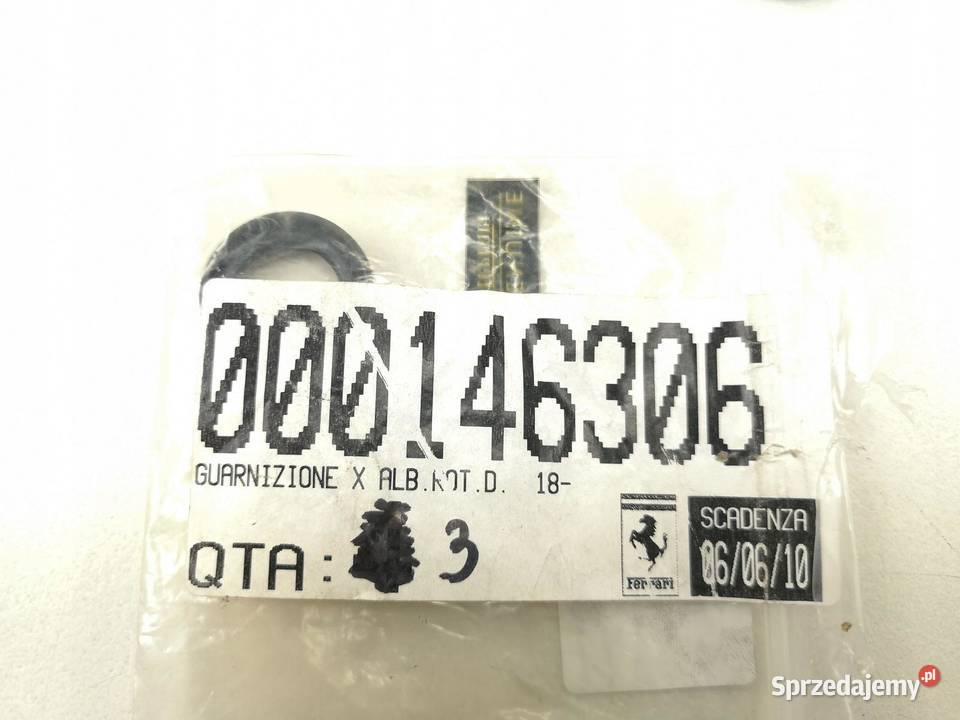 000146306
GUARNIZIONE X ALB.ROT.D. 18-
QTA: 3
Ferrari
SCADENZA
06/06/10
Sprzedajemy.pl